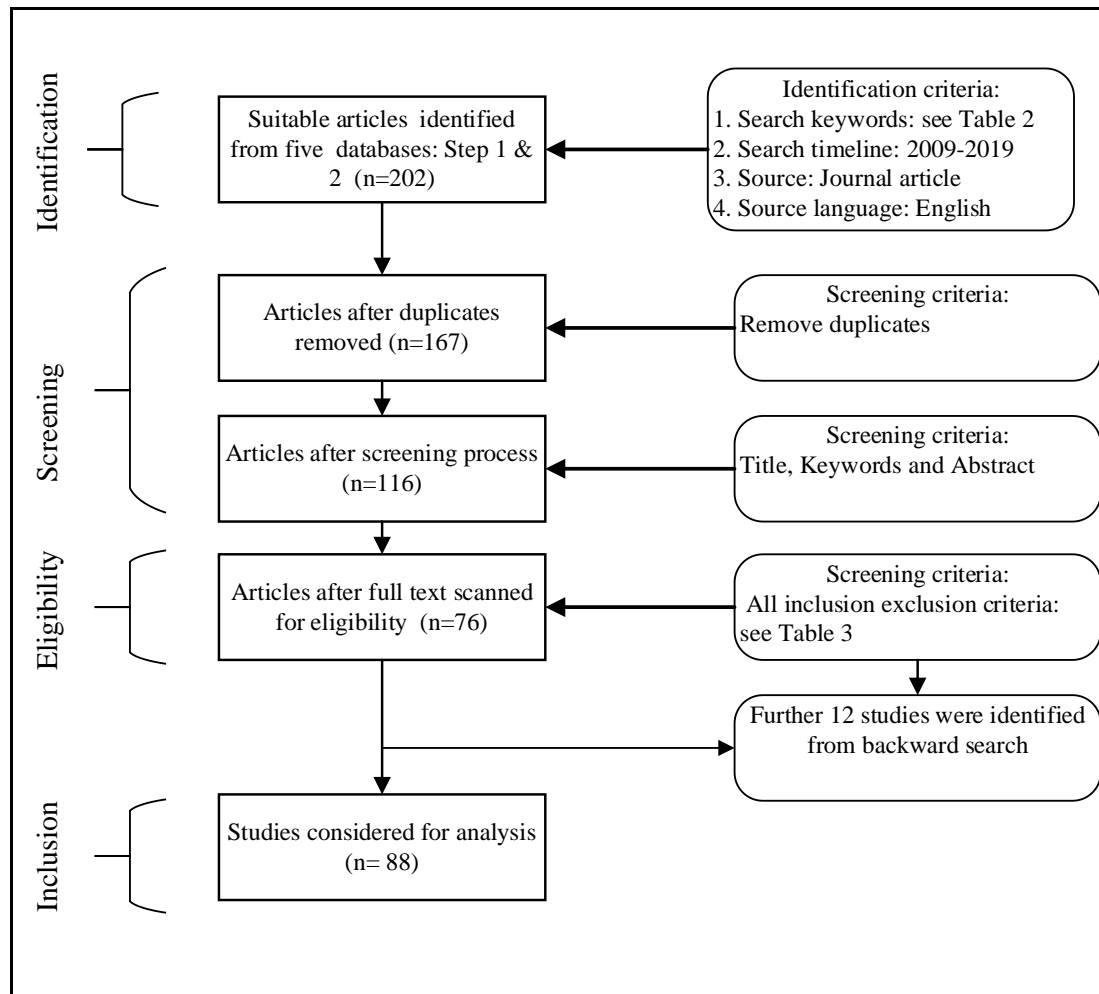 Identification
Suitable articles identified
from five databases: Step 1 &
2 (n=202)
Identification criteria:
1. Search keywords: see Table 2
2. Search timeline: 2009-2019
3. Source: Journal article
4. Source language: English
Screening
Articles after duplicates
removed (n=167)
Screening criteria:
Remove duplicates
Articles after screening process
(n=116)
Screening criteria:
Title, Keywords and Abstract
Eligibility
Articles after full text scanned
for eligibility (n=76)
Screening criteria:
All inclusion exclusion criteria:
see Table 3
Further 12 studies were identified
from backward search
Inclusion
Studies considered for analysis
(n= 88)